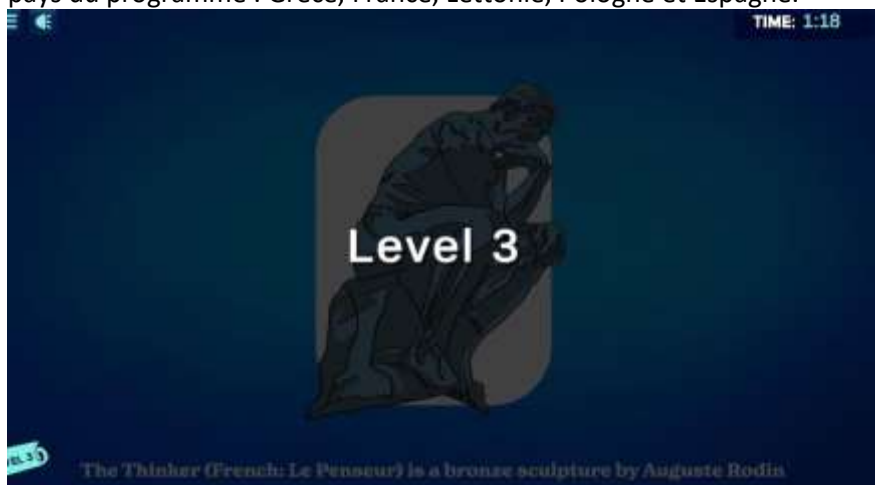 pays du programme : Grèce, France, Lettonie, Pologne et Espagne.
TIME: 1:18
Level 3
The Thinker (French: Le Penseur) is a bronze sculpture by Auguste Rodin